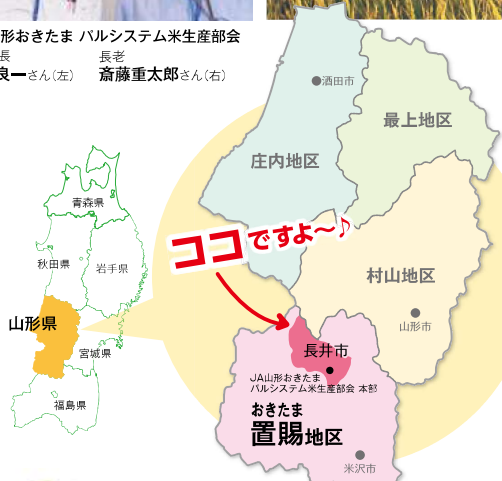 形おきたま パルシステム米生産部会
長
良一さん（左）
長老
斎藤重太郎さん（右）
酒田市
最上地区
庄内地区
青森県
秋田県
岩手県
ココですよ～♪
村山地区
山形県
山形市
宮城県
長井市
JA山形おきたま
パルシステム米生産部会 本部
福島県
おきたま
置賜地区
米沢市